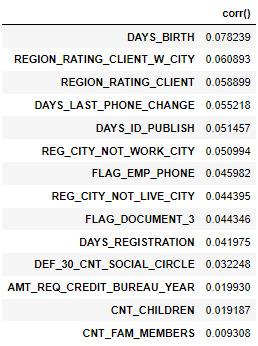 corr()
DAYS_BIRTH 0.078239
REGION_RATING_CLIENT_W_CITY 0.060893
REGION_RATING_CLIENT 0.058899
DAYS_LAST_PHONE_CHANGE 0.055218
DAYS_ID_PUBLISH 0.051457
REG_CITY_NOT_WORK_CITY 0.050994
FLAG_EMP_PHONE 0.045982
REG_CITY_NOT_LIVE_CITY 0.044395
FLAG_DOCUMENT_3 0.044346
DAYS_REGISTRATION 0.041975
DEF_30_CNT_SOCIAL_CIRCLE 0.032248
AMT_REQ_CREDIT_BUREAU_YEAR 0.019930
CNT_CHILDREN 0.019187
CNT_FAM_MEMBERS 0.009308